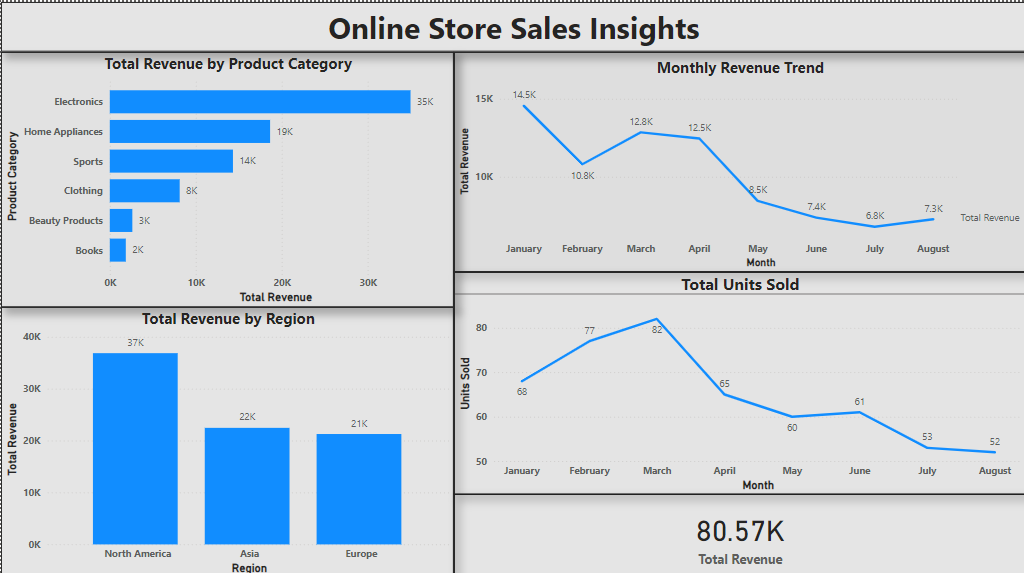 Online Store Sales Insights
Total Revenue by Product Category
Product Category
Electronics 35K
Home Appliances 19K
Sports 14K
Clothing 8K
Beauty Products 3K
Books 2K
0K 10K 20K 30K
Total Revenue
Monthly Revenue Trend
Total Revenue
15K
10K
14.5K 10.8K 12.8K 12.5K 8.5K 7.4K 6.8K 7.3K
Total Revenue
January February March April May June July August
Month
Total Revenue by Region
Total Revenue
40K
30K
20K
10K
0K
37K 22K 21K
North America Asia Europe
Region
Total Units Sold
Units Sold
80
70
60
50
68 77 82 65 60 61 53 52
January February March April May June July August
Month
80.57K
Total Revenue